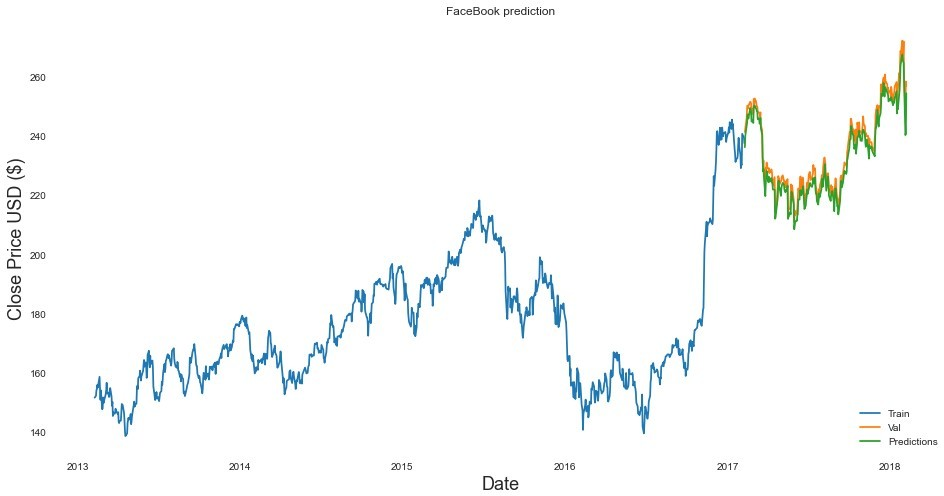 FaceBook prediction
Close Price USD ($)
260
240
220
200
180
160
140
2013
2014
2015
2016
2017
2018
Date
Train
Val
Predictions